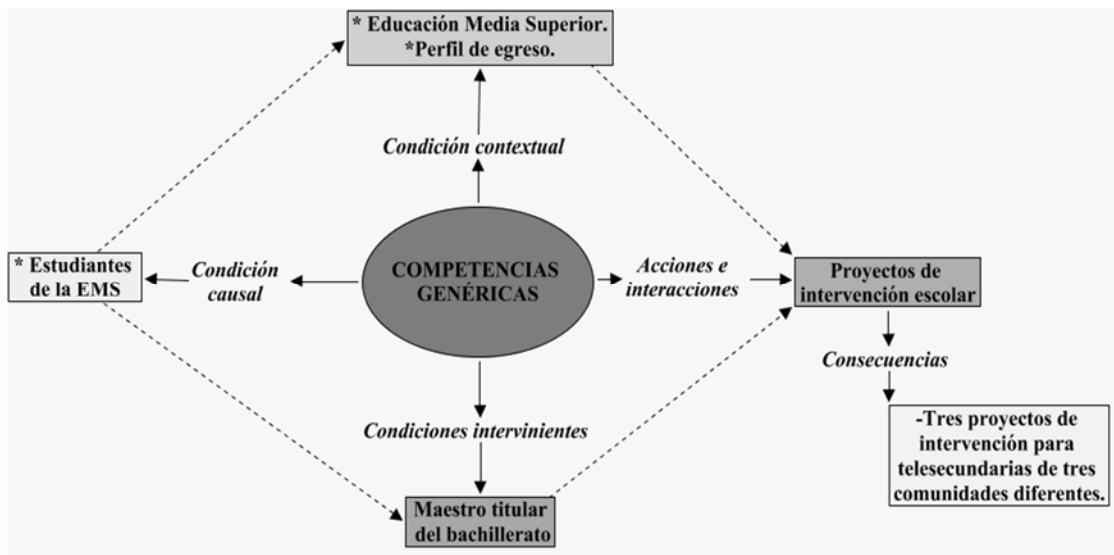 * Educación Media Superior.
*Perfil de egreso.
Condición contextual
* Estudiantes
de la EMS
Condición
causal
COMPETENCIAS
GENÉRICAS
Acciones e
interacciones
Proyectos de
intervención escolar
Consecuencias
Condiciones intervinientes
-Tres proyectos de
intervención para
telesecundarias de tres
comunidades diferentes.
Maestro titular
del bachillerato